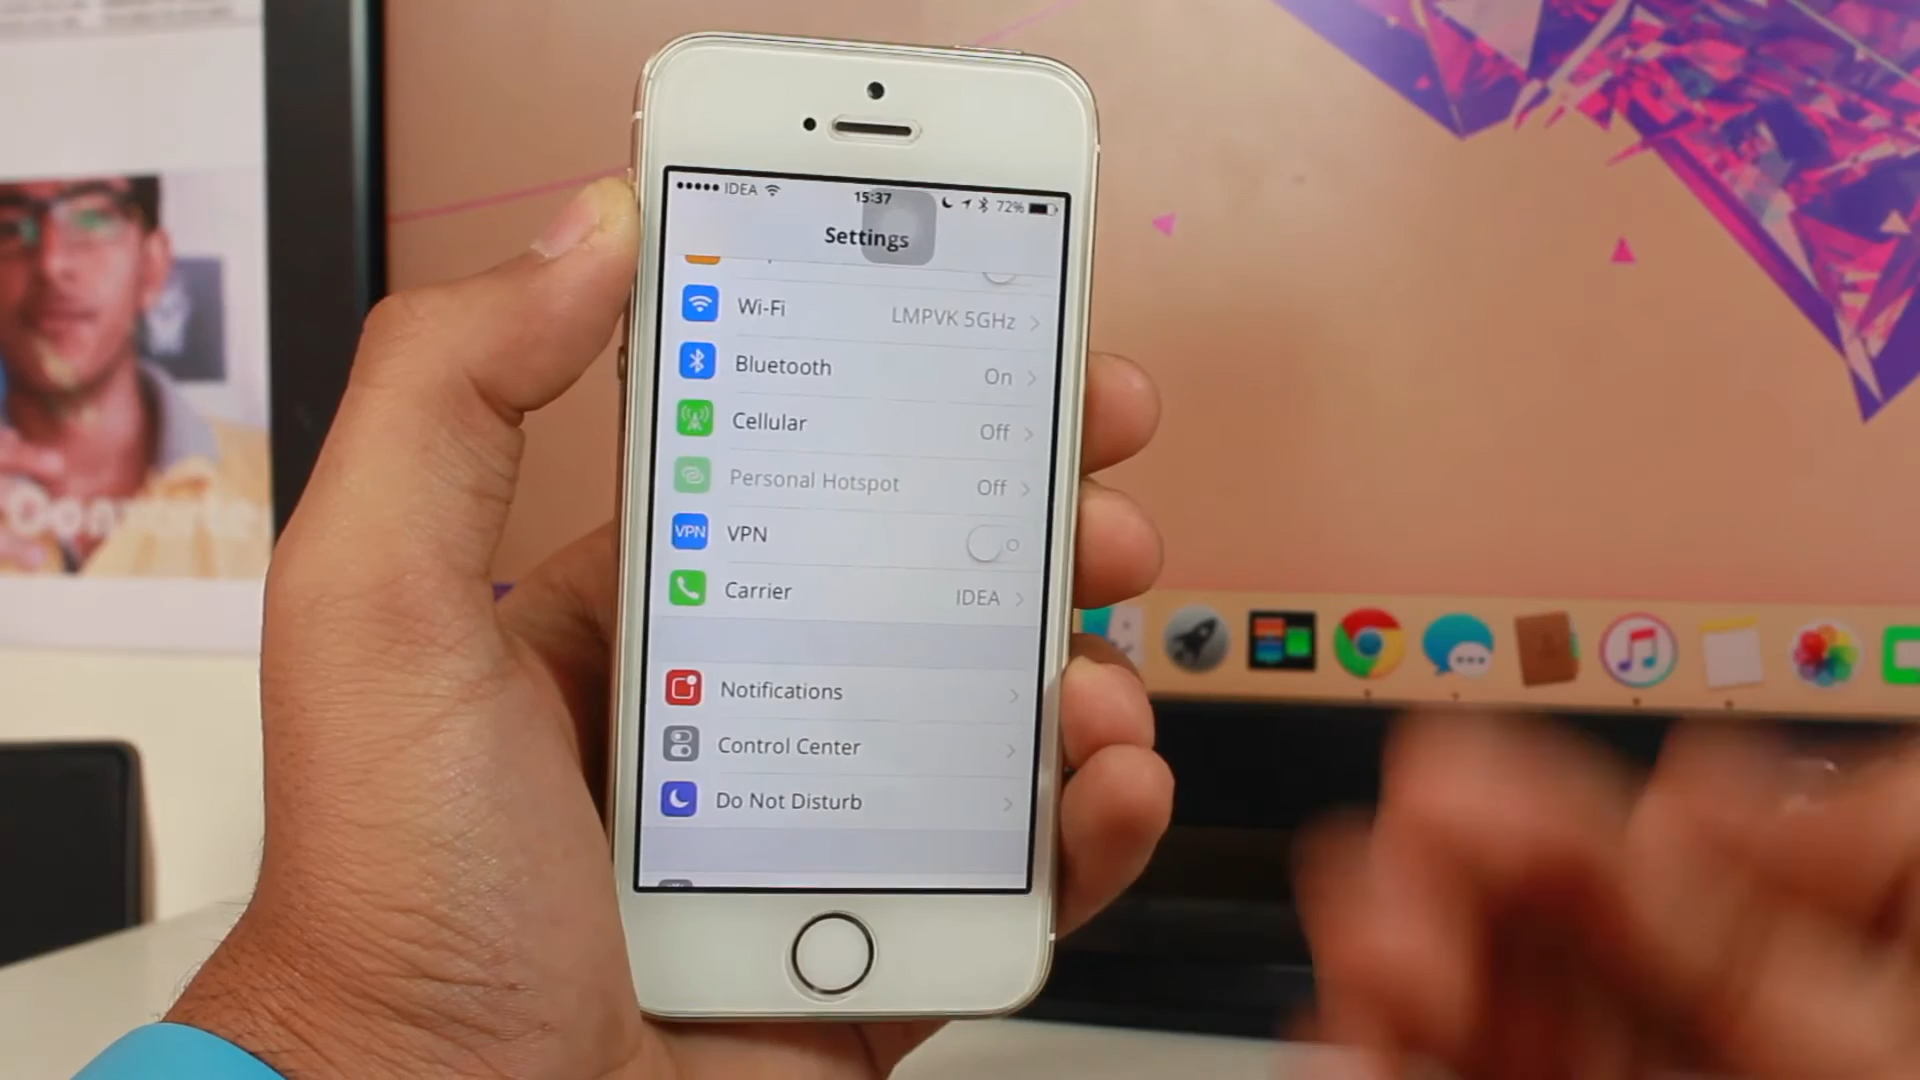 IDEA 15:37 72%
Settings
Wi-Fi LMPVK 5GHz
Bluetooth On
Cellular Off
Personal Hotspot Off
VPN VPN
Carrier IDEA
Notifications
Control Center
Do Not Disturb